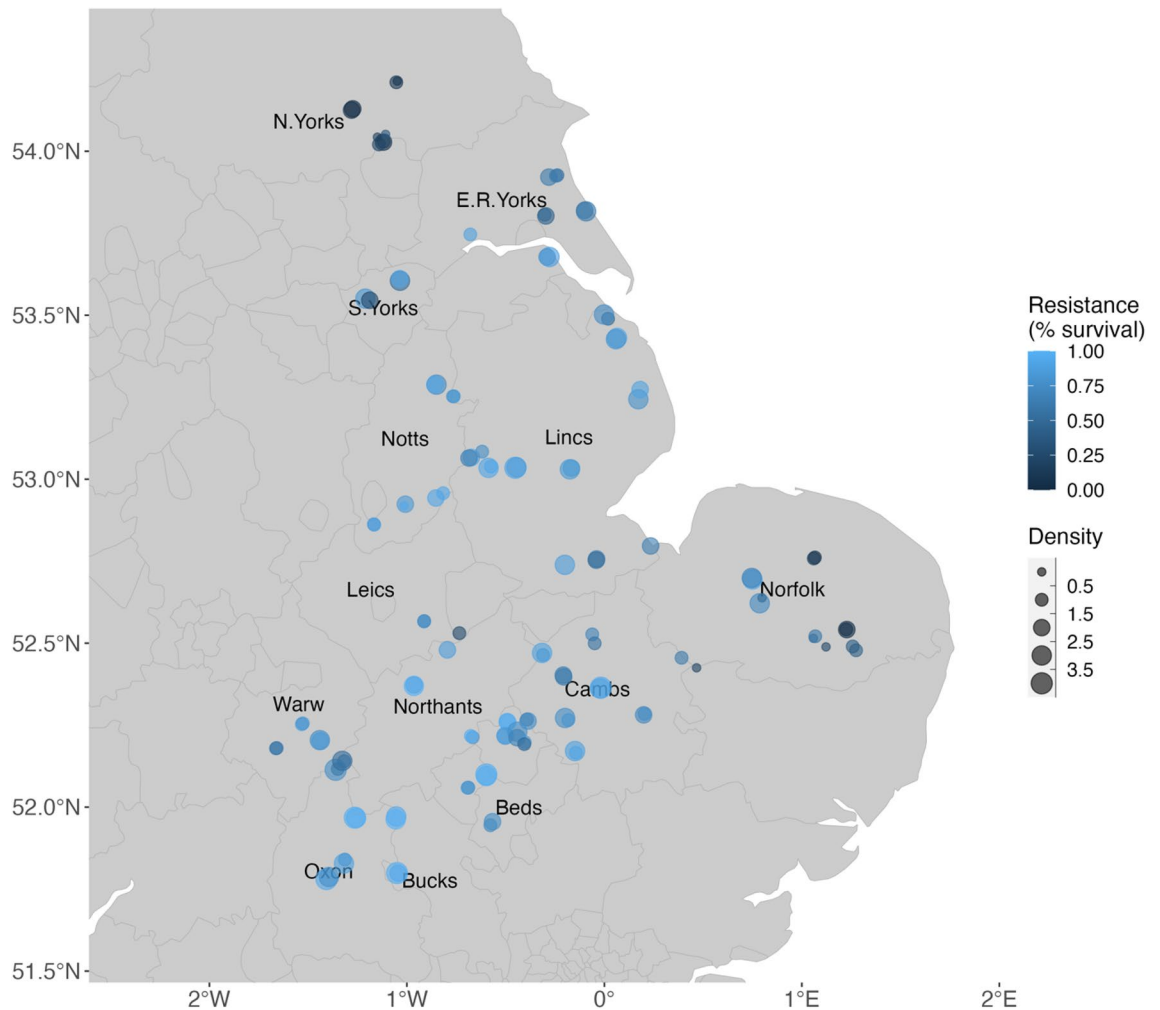 N.Yorks
54.0°N
E.R.Yorks
53.5°N
S.Yorks
Resistance
(% survival)
1.00
0.75
0.50
0.25
0.00
Notts
Lincs
53.0°N
Density
0.5
1.5
2.5
3.5
Leics
Norfolk
52.5°N
Cambs
Warw
Northants
52.0°N
Beds
Oxon
Bucks
51.5°N
2°W
1°W
0°
1°E
2°E